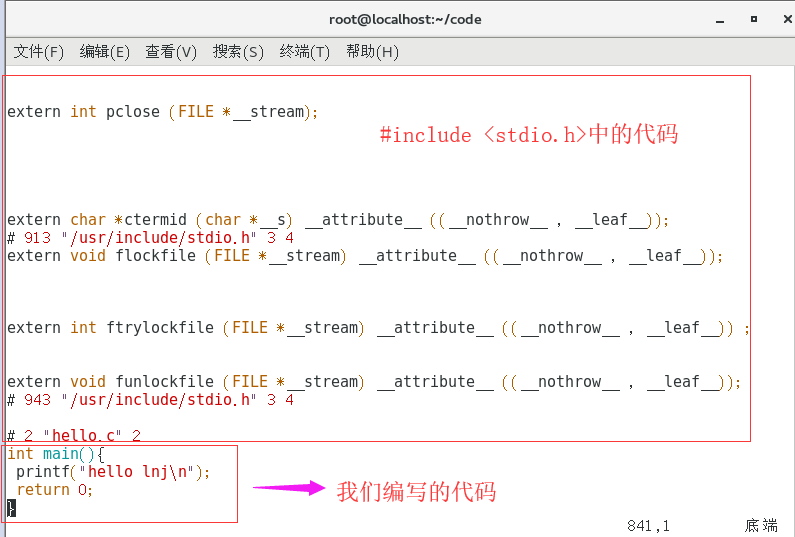 root@localhost:~/code
文件(F) 编辑(E) 查看(V) 搜索(S) 终端(T) 帮助(H)
extern int pclose (FILE *__stream);
#include <stdio.h>中的代码
extern char *ctermid (char *__s) __attribute__ ((__nothrow__ , __leaf__));
# 913 "/usr/include/stdio.h" 3 4
extern void flockfile (FILE *__stream) __attribute__ ((__nothrow__ , __leaf__));
extern int ftrylockfile (FILE *__stream) __attribute__ ((__nothrow__ , __leaf__)) ;
extern void funlockfile (FILE *__stream) __attribute__ ((__nothrow__ , __leaf__));
# 943 "/usr/include/stdio.h" 3 4
# 2 "hello.c" 2
int main(){
 printf("hello lnj\n");
 return 0;
}
我们编写的代码
841,1 底端